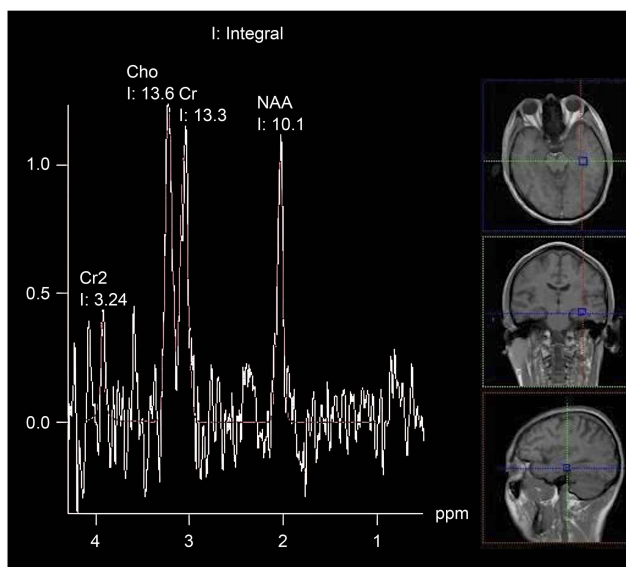 I: Integral
Cho
I: 13.6
Cr
I: 13.3
NAA
I: 10.1
1.0
Cr2
I: 3.24
0.5
0.0
ppm
4
3
2
1